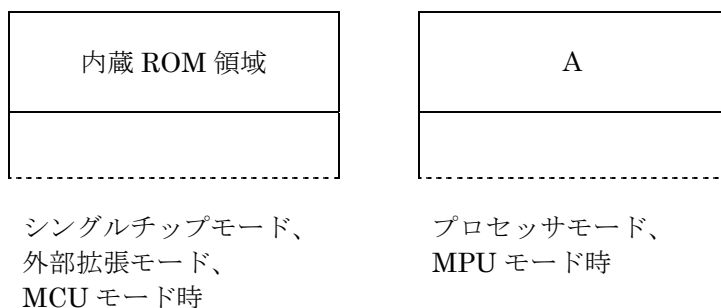 内蔵 ROM 領域
A
シングルチップモード、
外部拡張モード、
MCU モード時
プロセッサモード、
MPU モード時